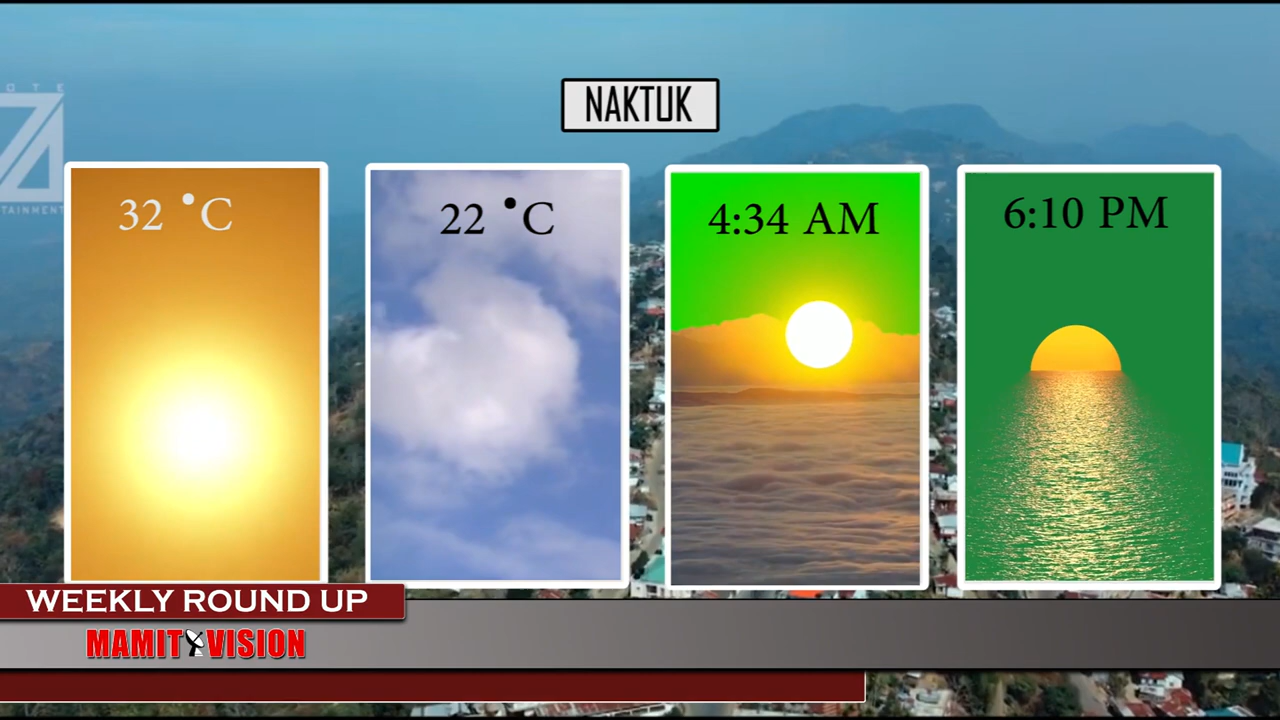 NAKTUK
32 °C
22 °C
4:34 AM
6:10 PM
WEEKLY ROUND UP
MAMIT VISION